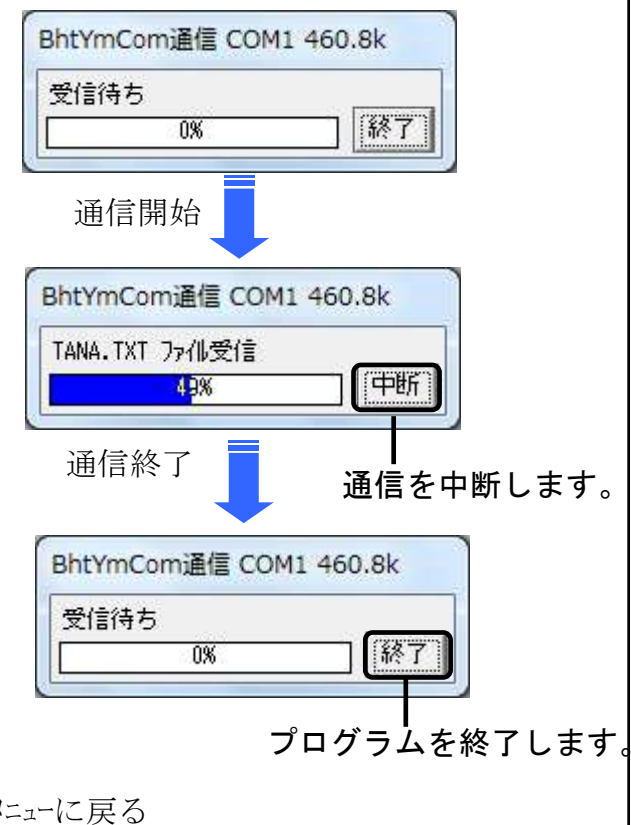 BhtYmCom通信 COM1 460.8k
受信待ち
0%
終了
通信開始
BhtYmCom通信 COM1 460.8k
TANA.TXT ﾌｧｲﾙ受信
49%
中断
通信終了
通信を中断します。
BhtYmCom通信 COM1 460.8k
受信待ち
0%
終了
プログラムを終了します。
ﾒﾆｭｰに戻る